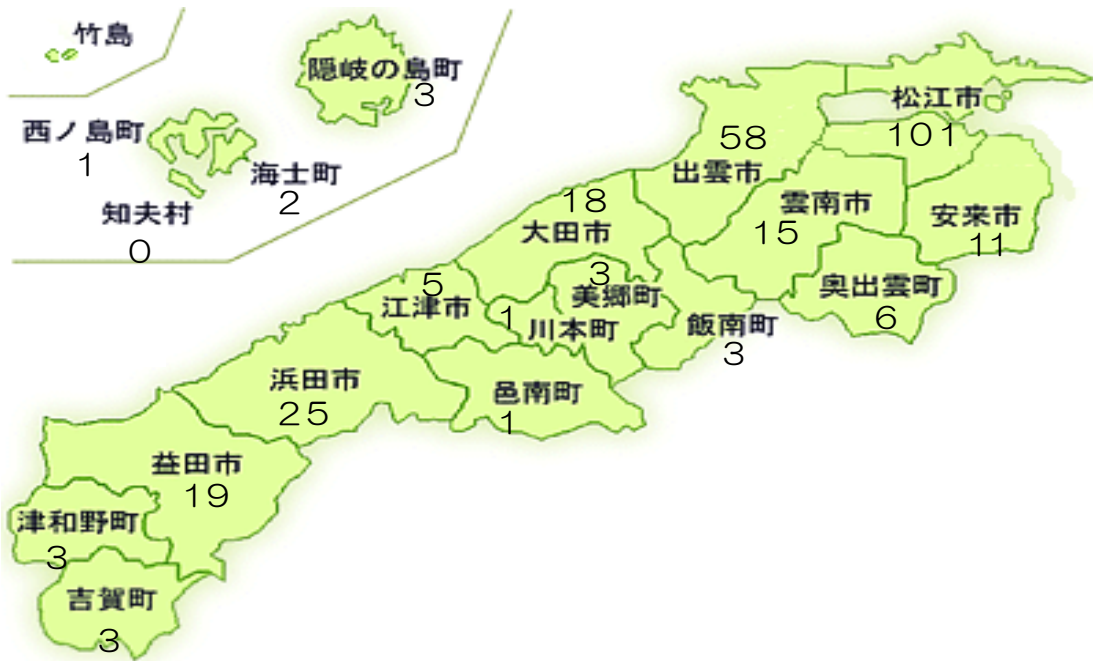 竹島
隠岐の島町
3
西ノ島町
1
海士町
2
知夫村
0
松江市
101
58
出雲市
雲南市
15
安来市
11
18
大田市
奥出雲町
6
3
美郷町
5
江津市
1
川本町
飯南町
3
浜田市
25
邑南町
1
益田市
19
津和野町
3
吉賀町
3